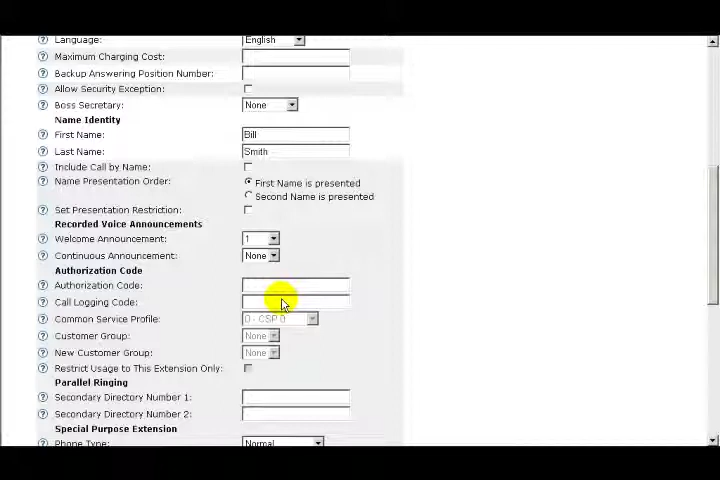 ? Language: English
? Maximum Charging Cost:
? Backup Answering Position Number:
? Allow Security Exception:
? Boss Secretary: None
Name Identity
? First Name: Bill
? Last Name: Smith
? Include Call by Name:
? Name Presentation Order: First Name is presented
Second Name is presented
? Set Presentation Restriction:
Recorded Voice Announcements
? Welcome Announcement: 1
? Continuous Announcement: None
Authorization Code
? Authorization Code:
? Call Logging Code:
? Common Service Profile: 0 - CSP 0
? Customer Group: None
? New Customer Group: None
? Restrict Usage to This Extension Only:
Parallel Ringing
? Secondary Directory Number 1:
? Secondary Directory Number 2:
Special Purpose Extension
? Phone Type: Normal